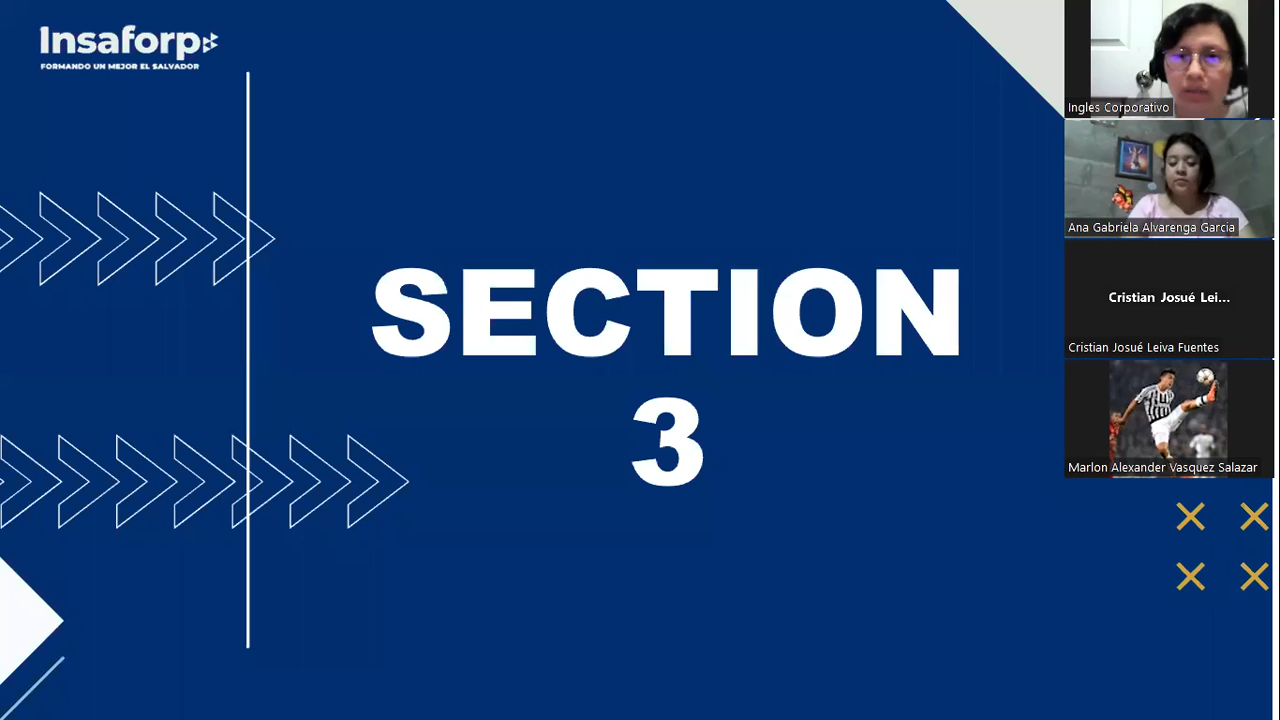 Insaforp
FORMANDO UN MEJOR EL SALVADOR
SECTION
3
Ingles Corporativo
Ana Gabriela Alvarenga Garcia
Cristian Josué Lei...
Cristian Josué Leiva Fuentes
Marlon Alexander Vasquez Salazar